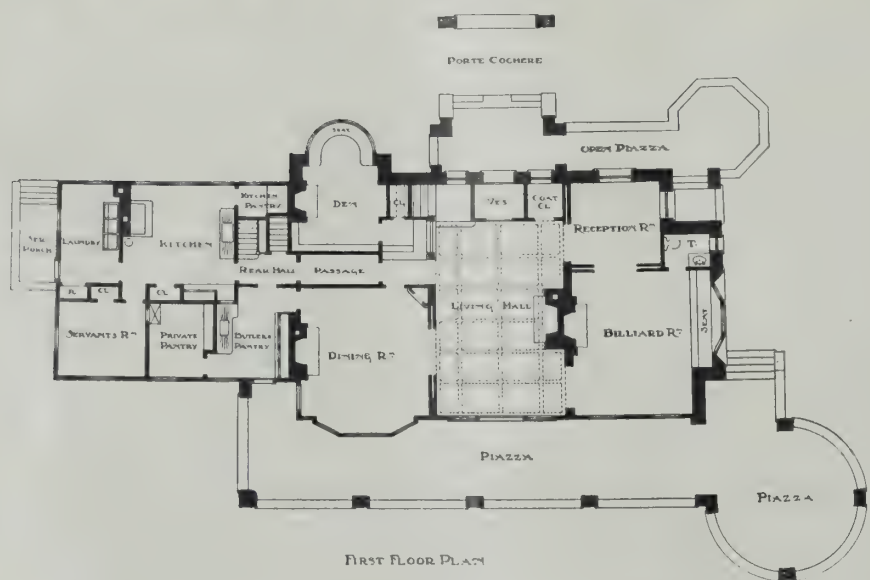 PORTE COCHERE
OPEN PIAZZA
SEAT
KITCHEN
PANTRY
DEN
CL
VES
COAT
CL
RECEPTION RM
SER.
PORCH
LAUNDRY
KITCHEN
REAR HALL
PASSAGE
T.
R.
CL
CL
LIVING HALL
SERVANTS RM
PRIVATE
PANTRY
BUTLERS
PANTRY
DINING RM
BILLIARD RM
SEAT
PIAZZA
PIAZZA
FIRST FLOOR PLAN